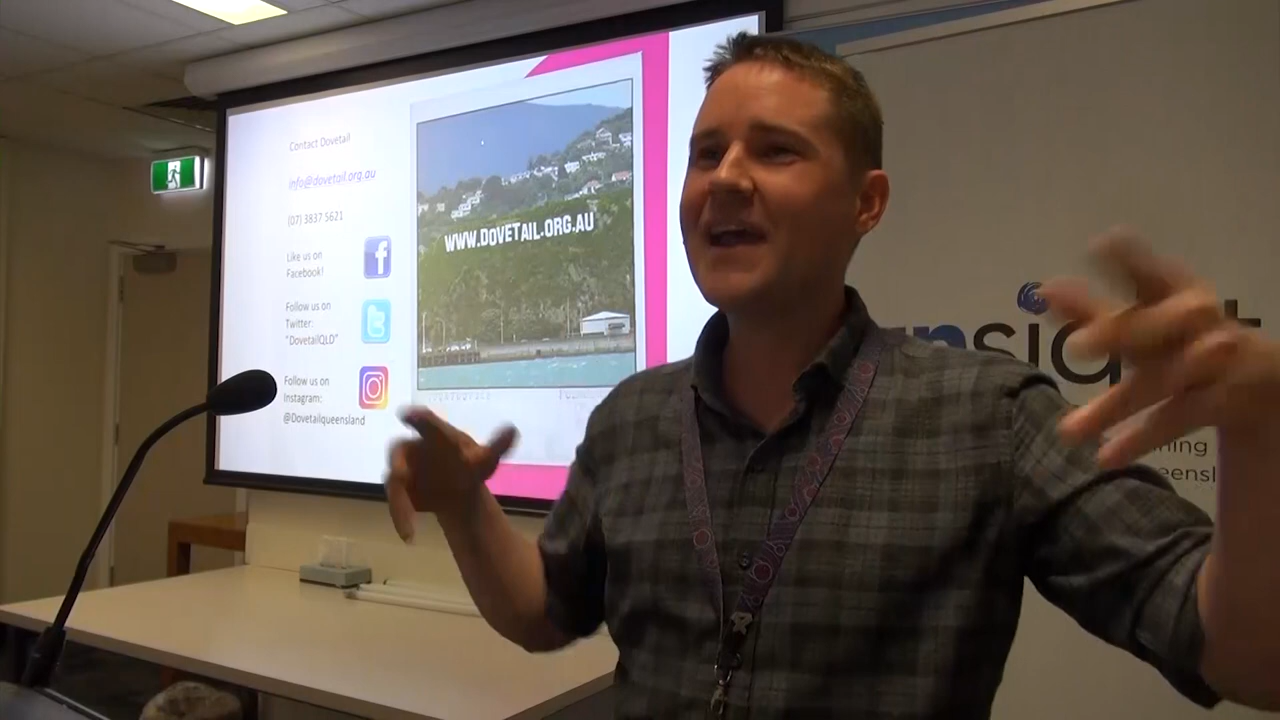 Contact Dovetail
info@dovetail.org.au
(07) 3837 5621
Like us on
Facebook!
Follow us on
Twitter:
"DovetailQLD"
Follow us on
Instagram:
@Dovetailqueensland
WWW.DOVETAIL.ORG.AU